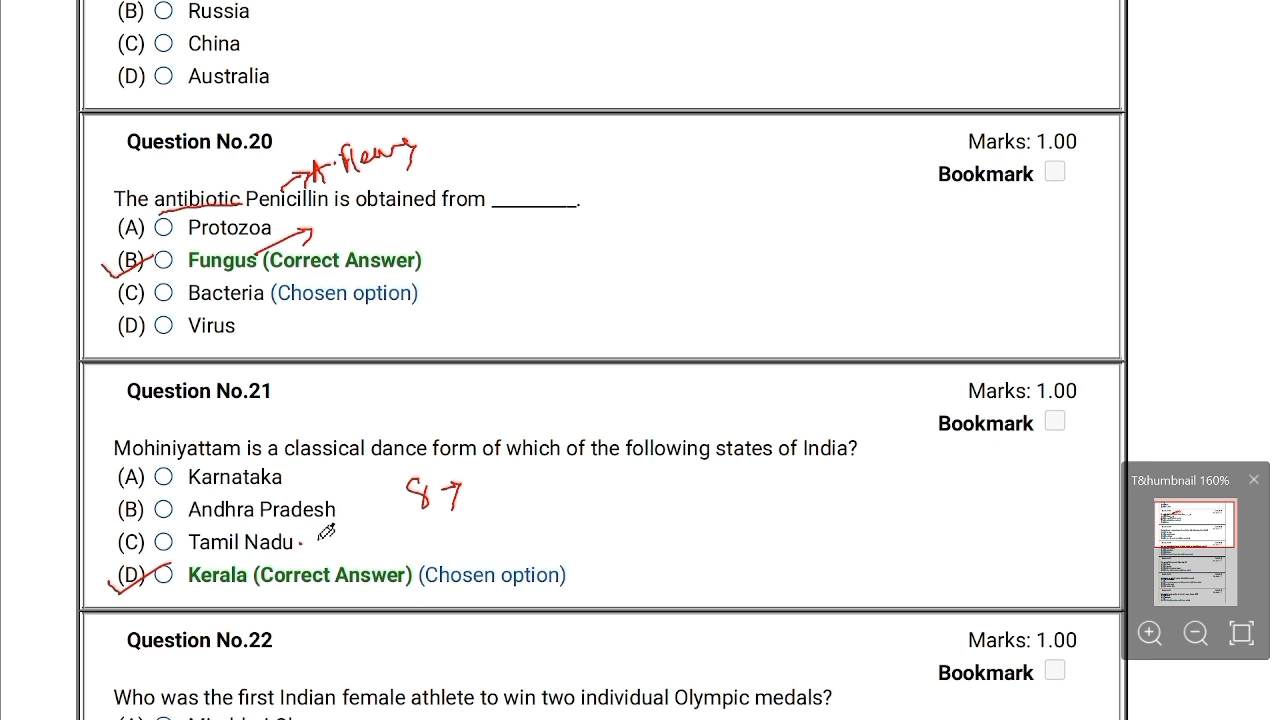 (B) Russia
(C) China
(D) Australia
Question No.20 Marks: 1.00
Bookmark
The antibiotic Penicillin is obtained from ________.
(A) Protozoa
(B) Fungus (Correct Answer)
(C) Bacteria (Chosen option)
(D) Virus
Question No.21 Marks: 1.00
Bookmark
Mohiniyattam is a classical dance form of which of the following states of India?
(A) Karnataka
(B) Andhra Pradesh
8
(C) Tamil Nadu
(D) Kerala (Correct Answer) (Chosen option)
T&humbnail 160%
Question No.22 Marks: 1.00
Bookmark
Who was the first Indian female athlete to win two individual Olympic medals?